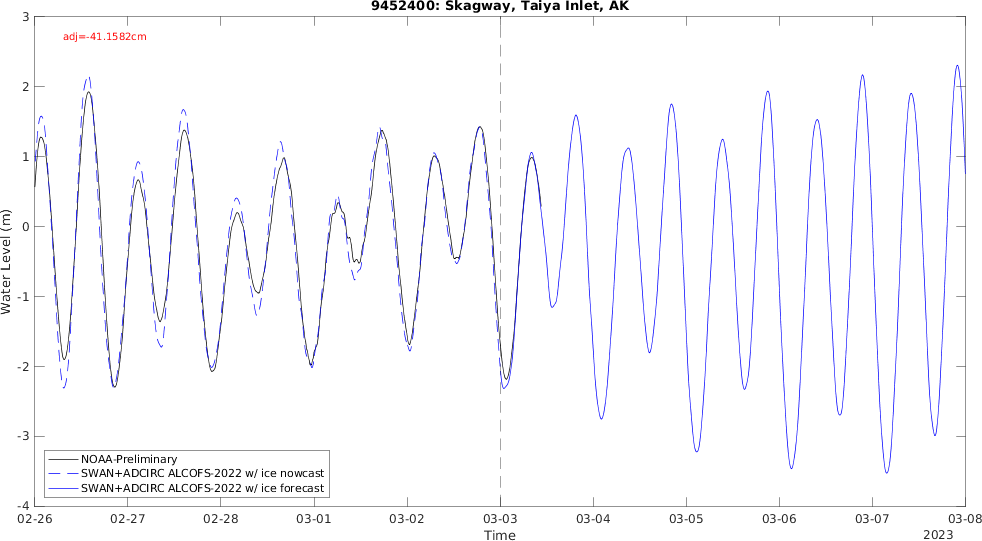 9452400: Skagway, Taiya Inlet, AK
adj=-41.1582cm
3
2
1
0
-1
-2
-3
-4
Water Level (m)
NOAA-Preliminary
SWAN+ADCIRC ALCOFS-2022 w/ ice nowcast
SWAN+ADCIRC ALCOFS-2022 w/ ice forecast
02-26 02-27 02-28 03-01 03-02 03-03 03-04 03-05 03-06 03-07 03-08
Time
2023